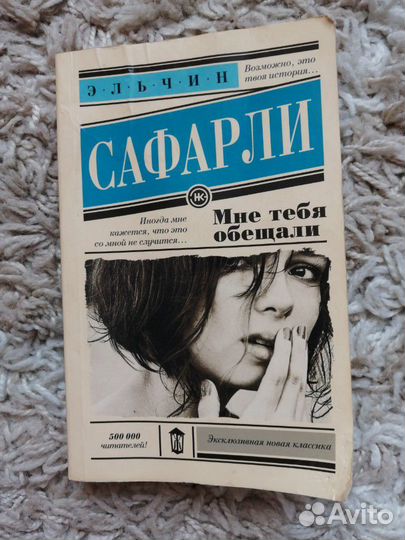 Э·Л·Ь·Ч·И·Н
Возможно, это
твоя история...
САФАРЛИ
НК
Иногда мне
кажется, что это
со мной не случится...
Мне тебя
обещали
500 000
читателей!
Эксклюзивная новая классика
Avito